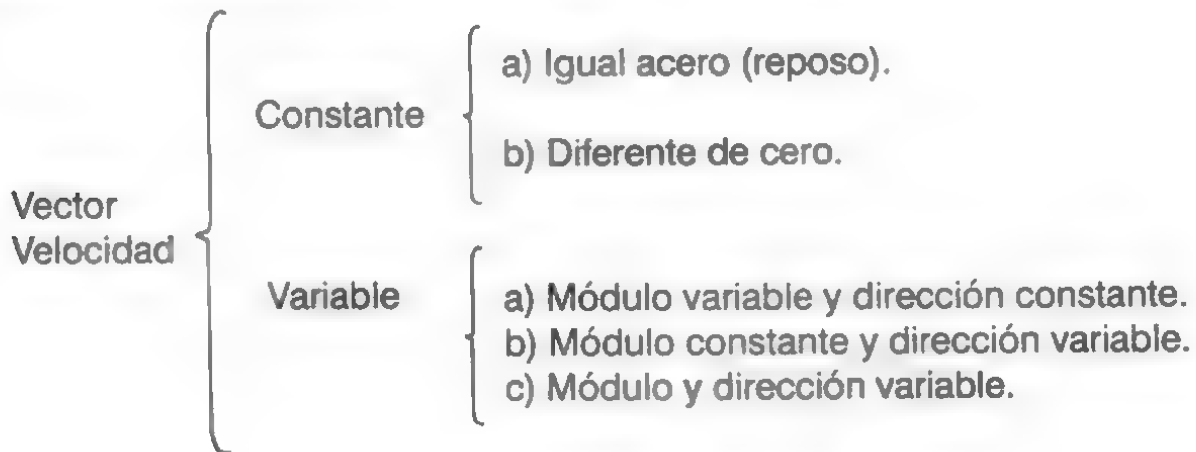 Vector
Velocidad
Constante
a) Igual acero (reposo).
b) Diferente de cero.
Variable
a) Módulo variable y dirección constante.
b) Módulo constante y dirección variable.
c) Módulo y dirección variable.